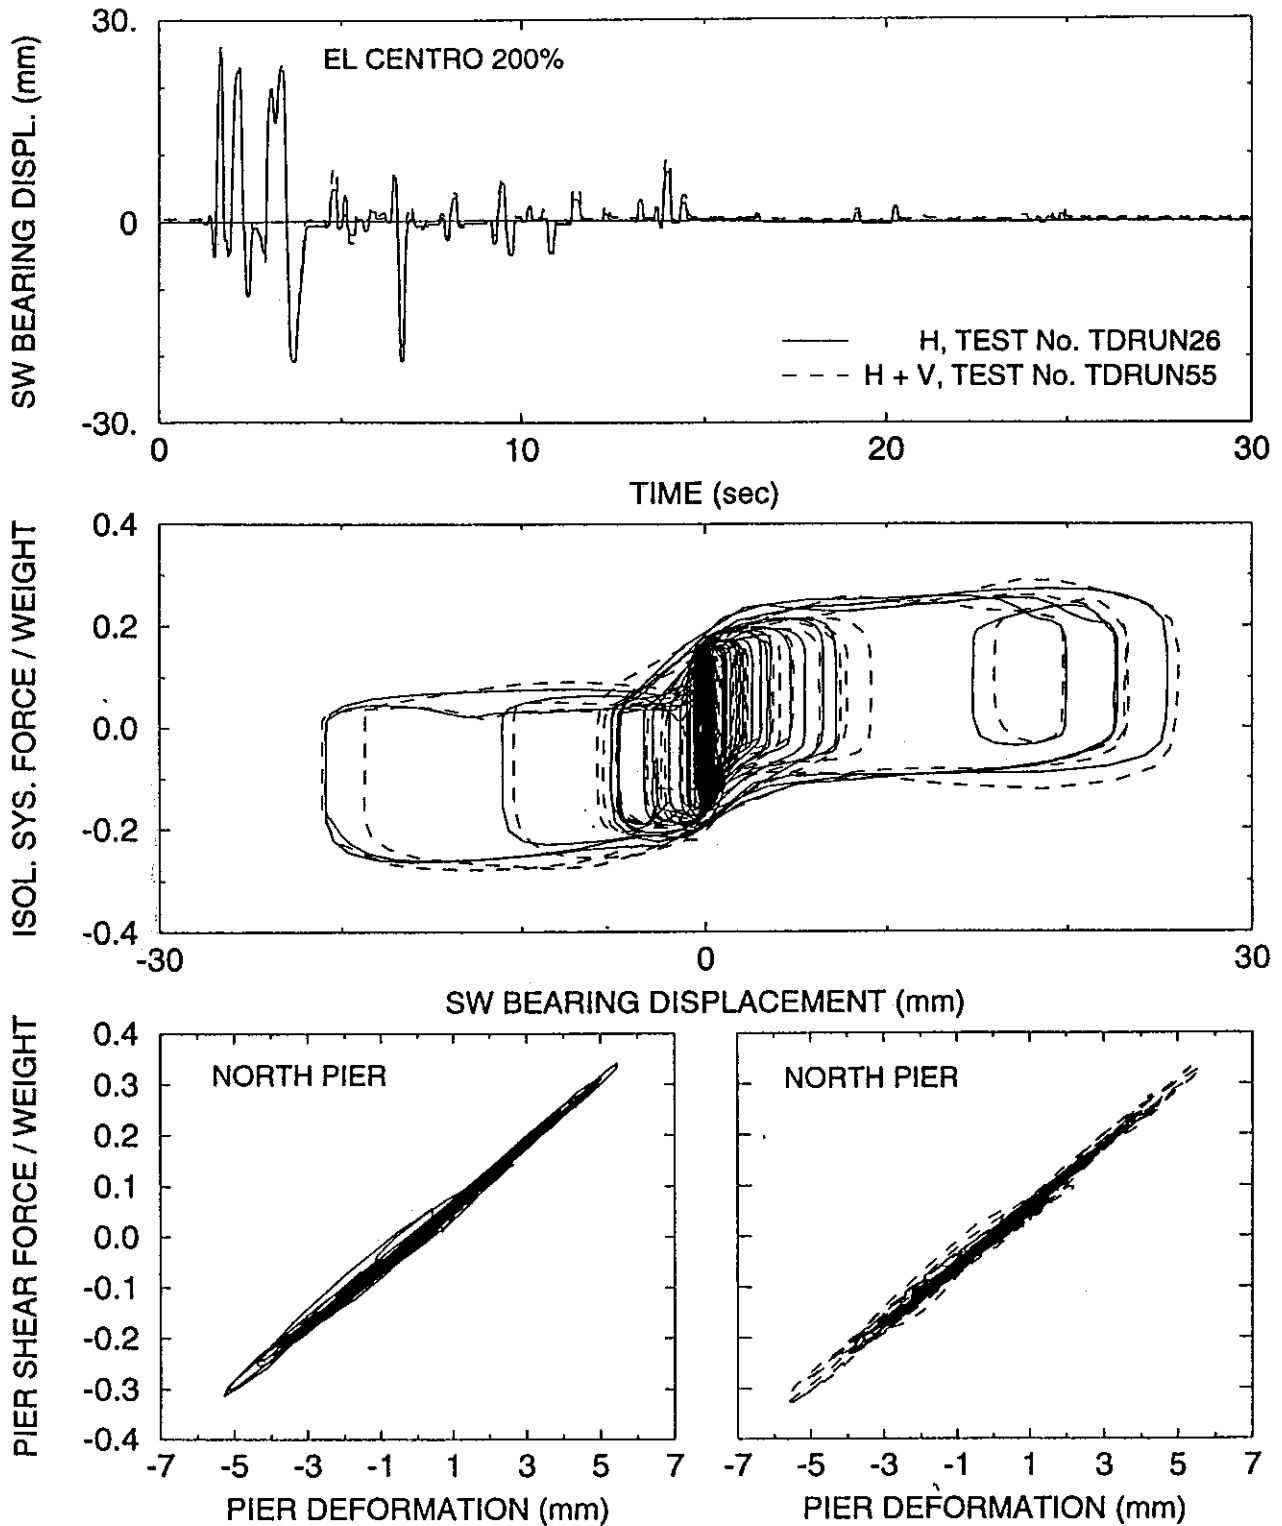 30.
EL CENTRO 200%
SW BEARING DISPL. (mm)
0
H, TEST No. TDRUN26
H + V, TEST No. TDRUN55
-30.
0 10 20 30
TIME (sec)
0.4
ISOL. SYS. FORCE / WEIGHT
0.2
0.0
-0.2
-0.4
-30 0 30
SW BEARING DISPLACEMENT (mm)
0.4
PIER SHEAR FORCE / WEIGHT
NORTH PIER NORTH PIER
0.3
0.2
0.1
0.0
-0.1
-0.2
-0.3
-0.4
-7 -5 -3 -1 1 3 5 7 -7 -5 -3 -1 1 3 5 7
PIER DEFORMATION (mm) PIER DEFORMATION (mm)